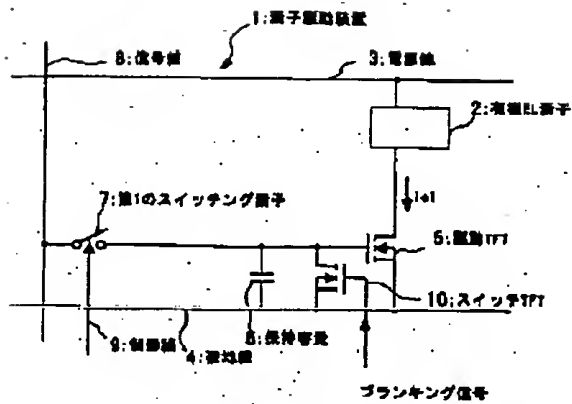 1:素子駆動装置
8:信号線
3:電源線
2:有機EL素子
7:第1のスイッチング素子
i+1
5:駆動TFT
10:スイッチTFT
9:制御線
4:接地線
6:保持容量
ブランキング信号